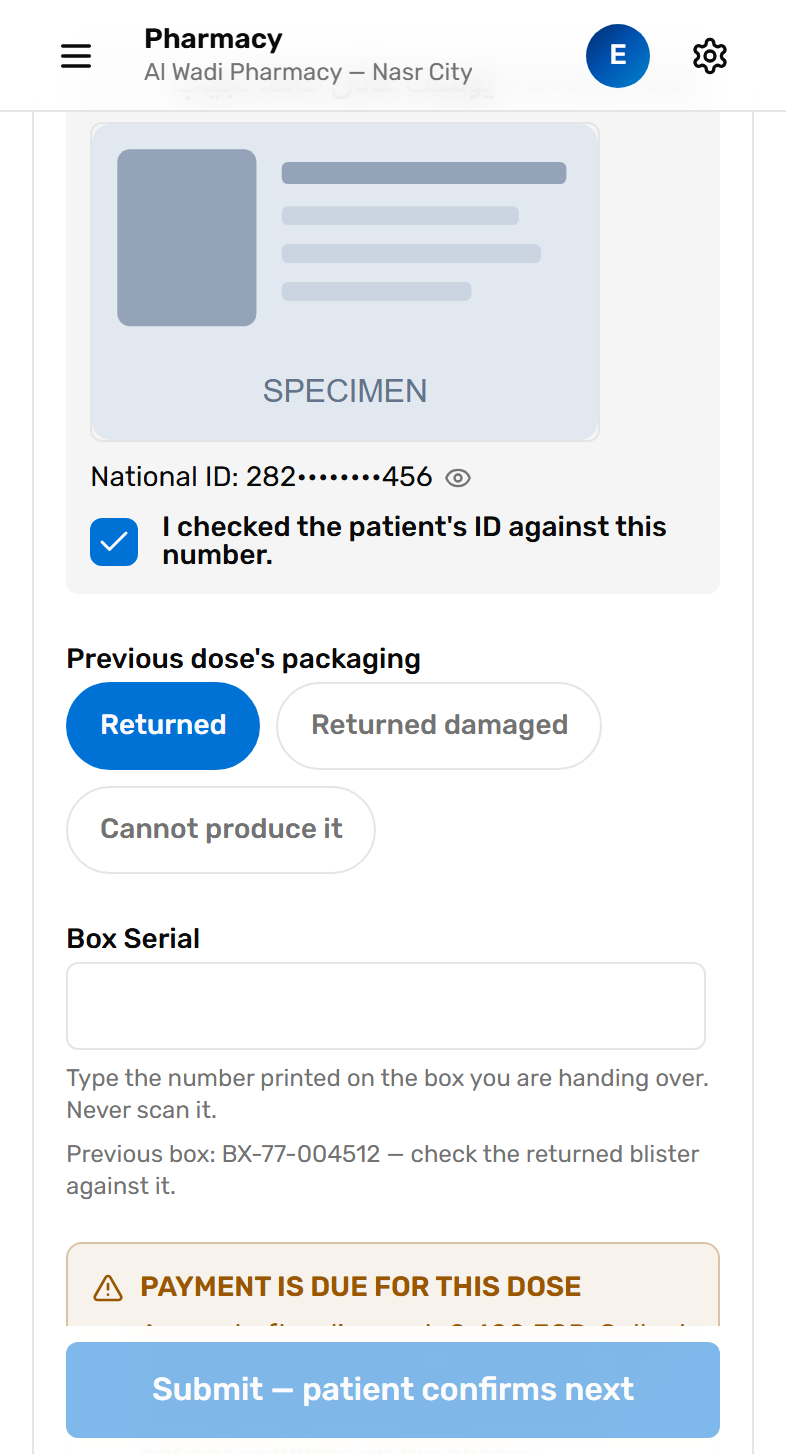 Pharmacy
Al Wadi Pharmacy — Nasr City
E
SPECIMEN
National ID: 282••••••••456
I checked the patient's ID against this
number.
Previous dose's packaging
Returned
Returned damaged
Cannot produce it
Box Serial
Type the number printed on the box you are handing over.
Never scan it.
Previous box: BX-77-004512 — check the returned blister
against it.
PAYMENT IS DUE FOR THIS DOSE
Submit — patient confirms next